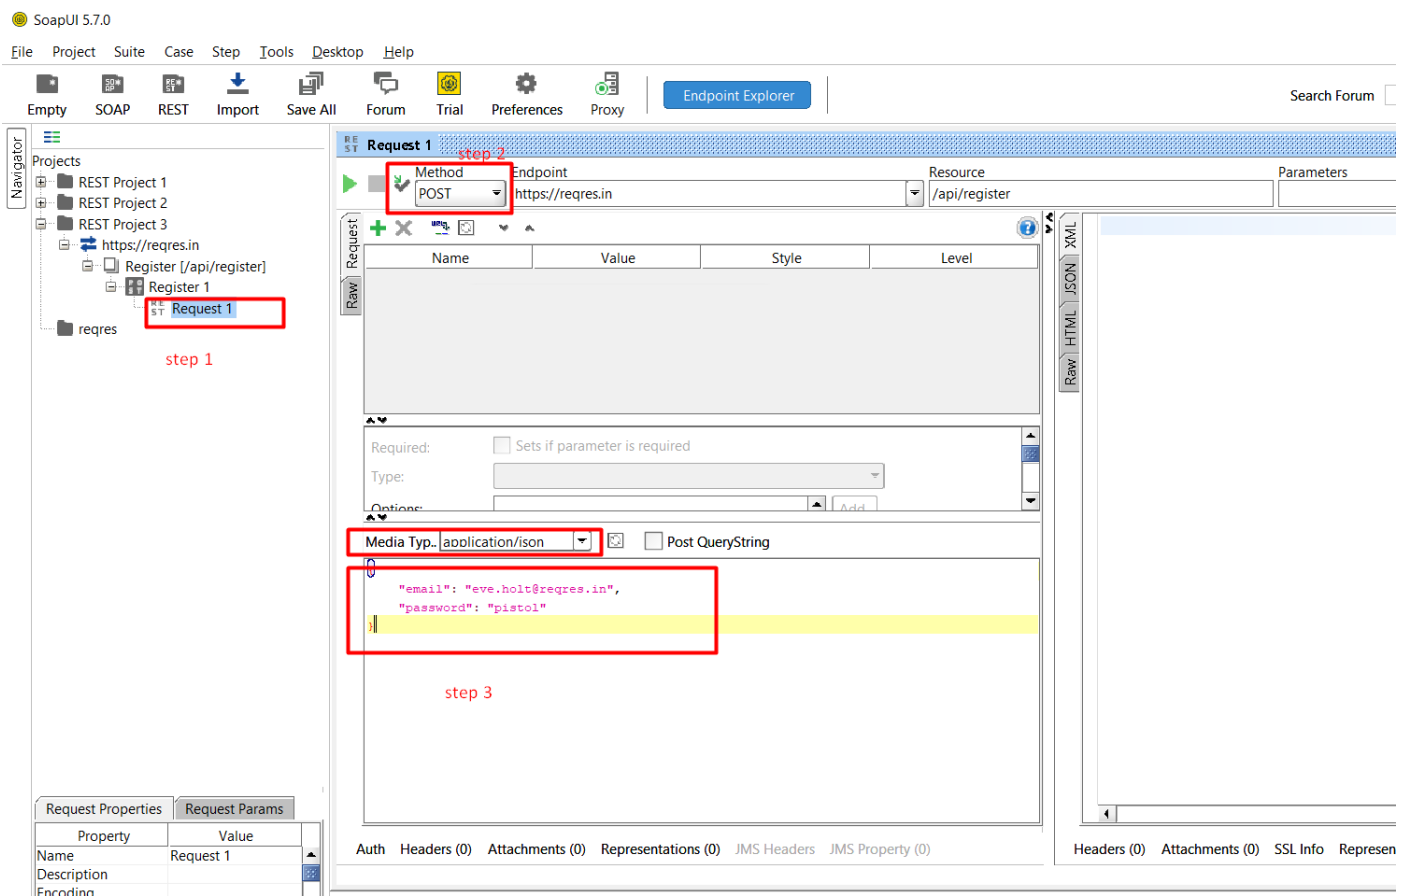 SoapUI 5.7.0
File Project Suite Case Step Tools Desktop Help
Empty SOAP REST Import Save All Forum Trial Preferences Proxy Endpoint Explorer Search Forum
Navigator
Projects
REST Project 1
REST Project 2
REST Project 3
https://reqres.in
Register [/api/register]
Register 1
Request 1
reqres
step 1
Request 1
step 2
Method Endpoint Resource Parameters
POST https://reqres.in /api/register
Request
Raw
Name Value Style Level
Required: Sets if parameter is required
Type:
Options: Add
Media Typ.. application/json Post QueryString
{
"email": "eve.holt@reqres.in",
"password": "pistol"
}
step 3
XML
JSON
HTML
Raw
Auth Headers (0) Attachments (0) Representations (0) JMS Headers JMS Property (0)
Headers (0) Attachments (0) SSL Info Represen
Request Properties Request Params
Property Value
Name Request 1
Description
Encoding